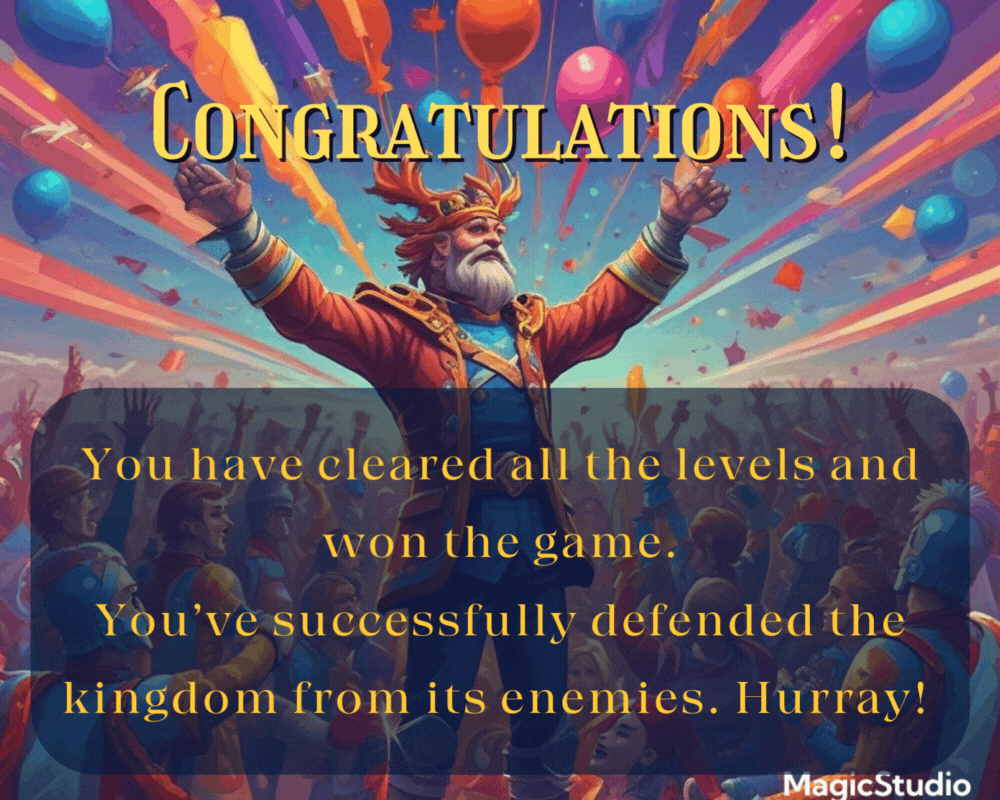 Congratulations!
You have cleared all the levels and
won the game.
You've successfully defended the
kingdom from its enemies. Hurray!
MagicStudio